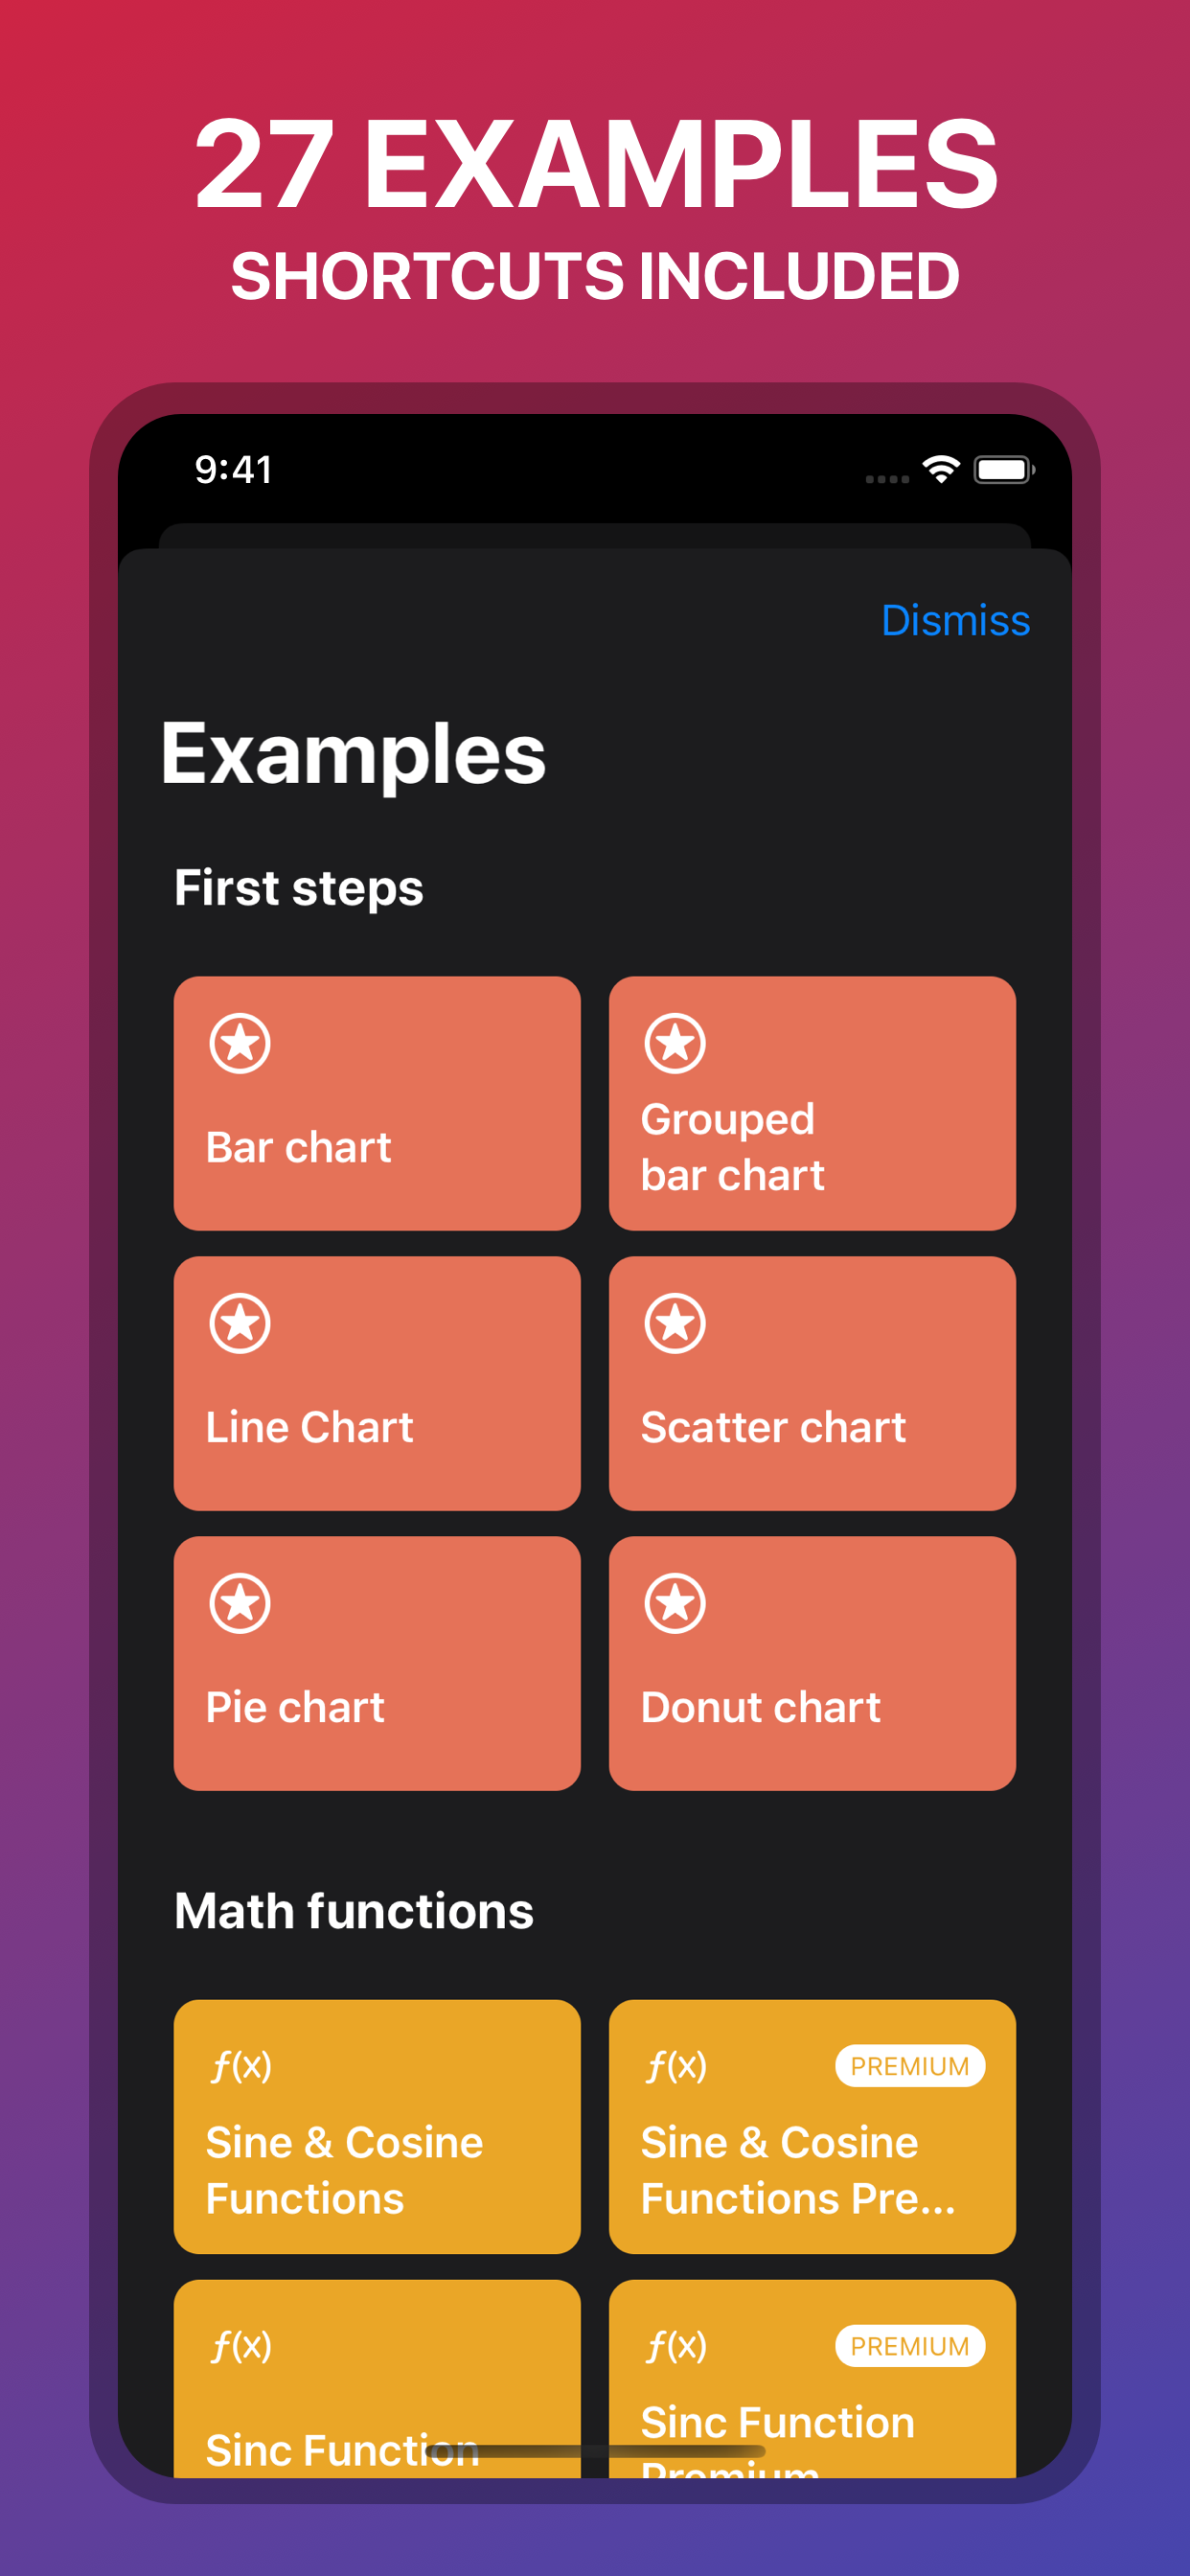 27 EXAMPLES
SHORTCUTS INCLUDED
9:41
Dismiss
Examples
First steps
Bar chart
Grouped
bar chart
Line Chart
Scatter chart
Pie chart
Donut chart
Math functions
f(x)
Sine & Cosine
Functions
f(x)
PREMIUM
Sine & Cosine
Functions Pre...
f(x)
Sinc Function
f(x)
PREMIUM
Sinc Function
Premium